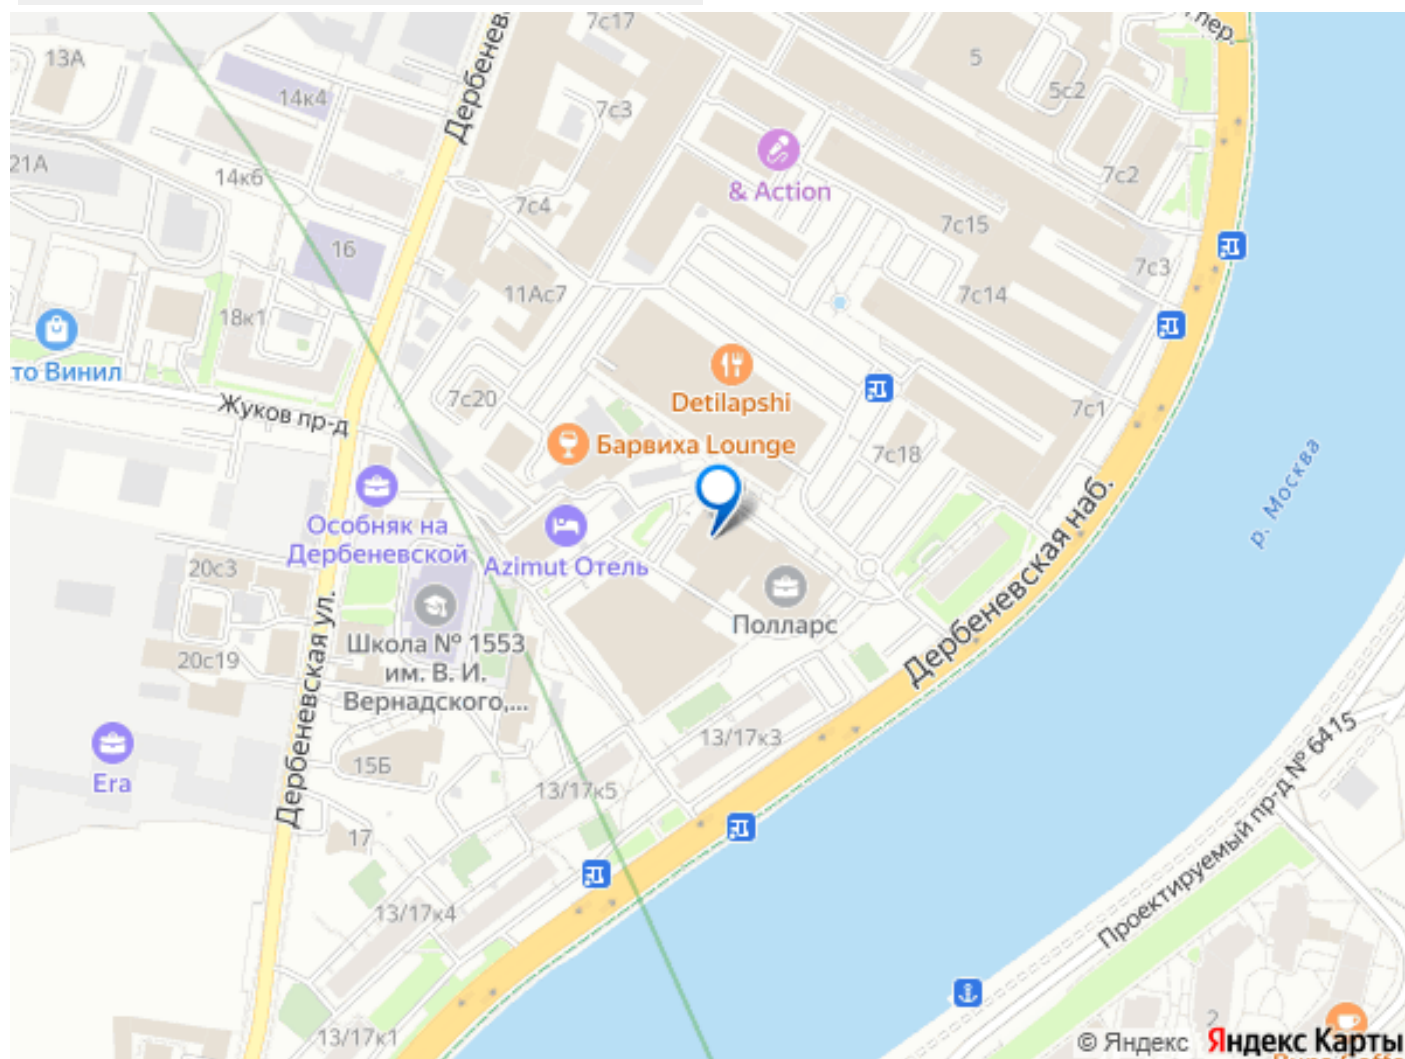 7с17
пер.
13А
Дербенев
5
5с2
14к4
7с3
21А
14к6
7с2
& Action
7с4
7с15
16
7с3
11Ас7
7с14
18к1
то Винил
Detilapshi
7с20
7с1
Жуков пр-д
Барвиха Lounge
7с18
р. Москва
Особняк на
Дербеневской
Azimut Отель
20с3
Дербеневская наб.
Полларс
Школа № 1553
им. В. И.
Вернадского,...
20с19
Дербеневская ул.
13/17к3
Проектируемый пр-д № 6415
Era
15Б
13/17к5
17
13/17к4
2
13/17к1
© Яндекс Яндекс Карты